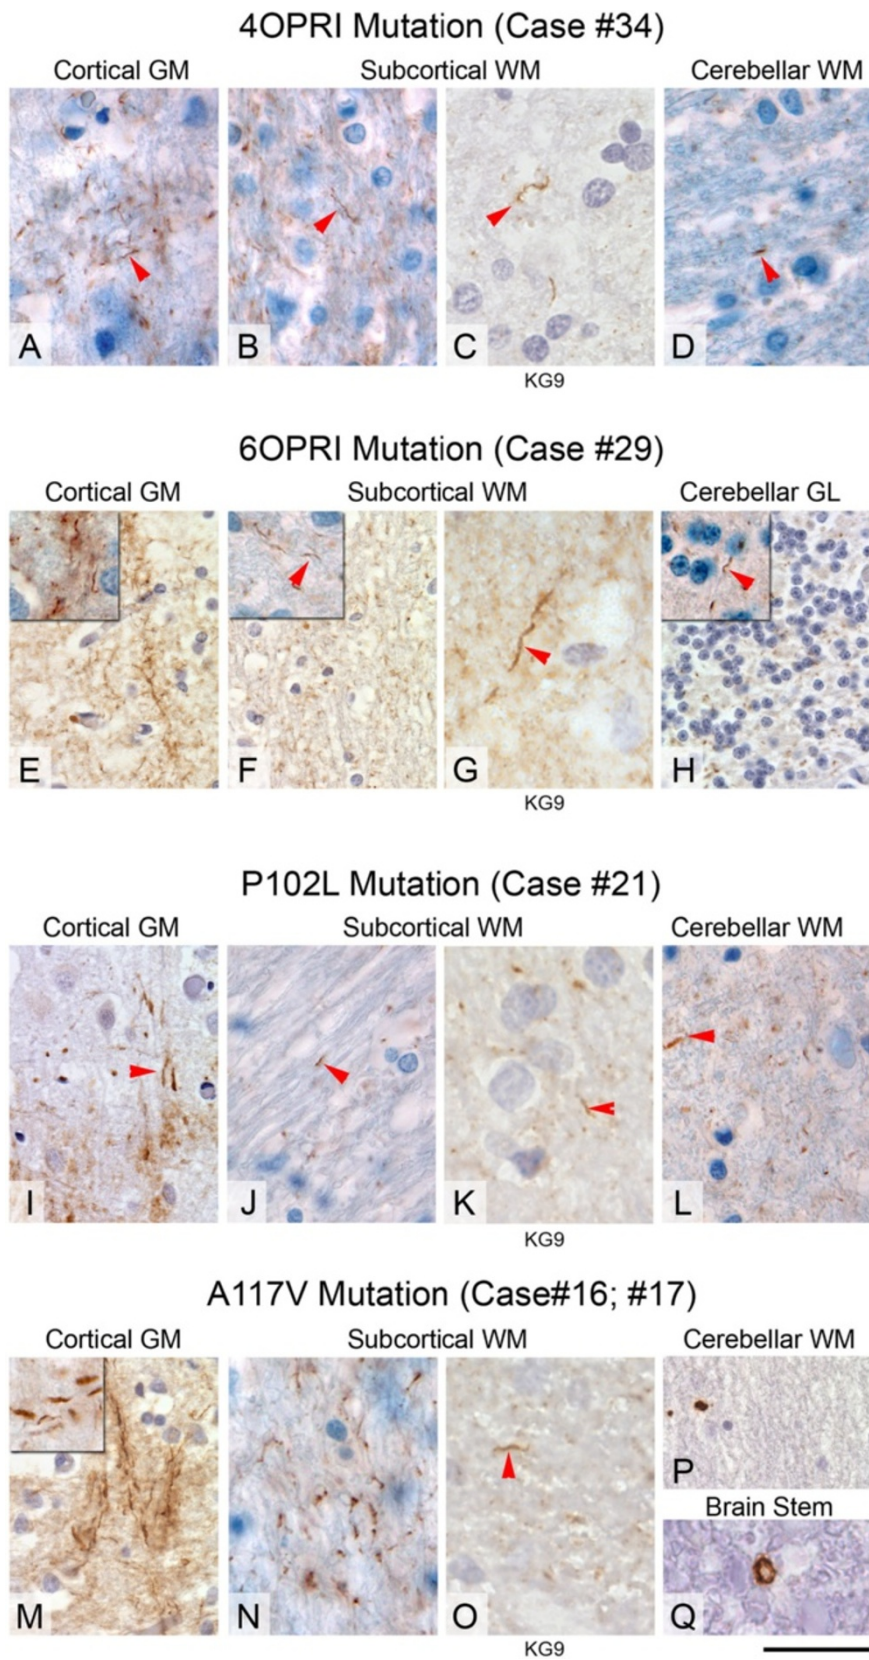 4OPRI Mutation (Case #34)
Cortical GM Subcortical WM Cerebellar WM
A B C D
KG9
6OPRI Mutation (Case #29)
Cortical GM Subcortical WM Cerebellar GL
E F G H
KG9
P102L Mutation (Case #21)
Cortical GM Subcortical WM Cerebellar WM
I J K L
KG9
A117V Mutation (Case#16; #17)
Cortical GM Subcortical WM Cerebellar WM
P
Brain Stem
M N O Q
KG9